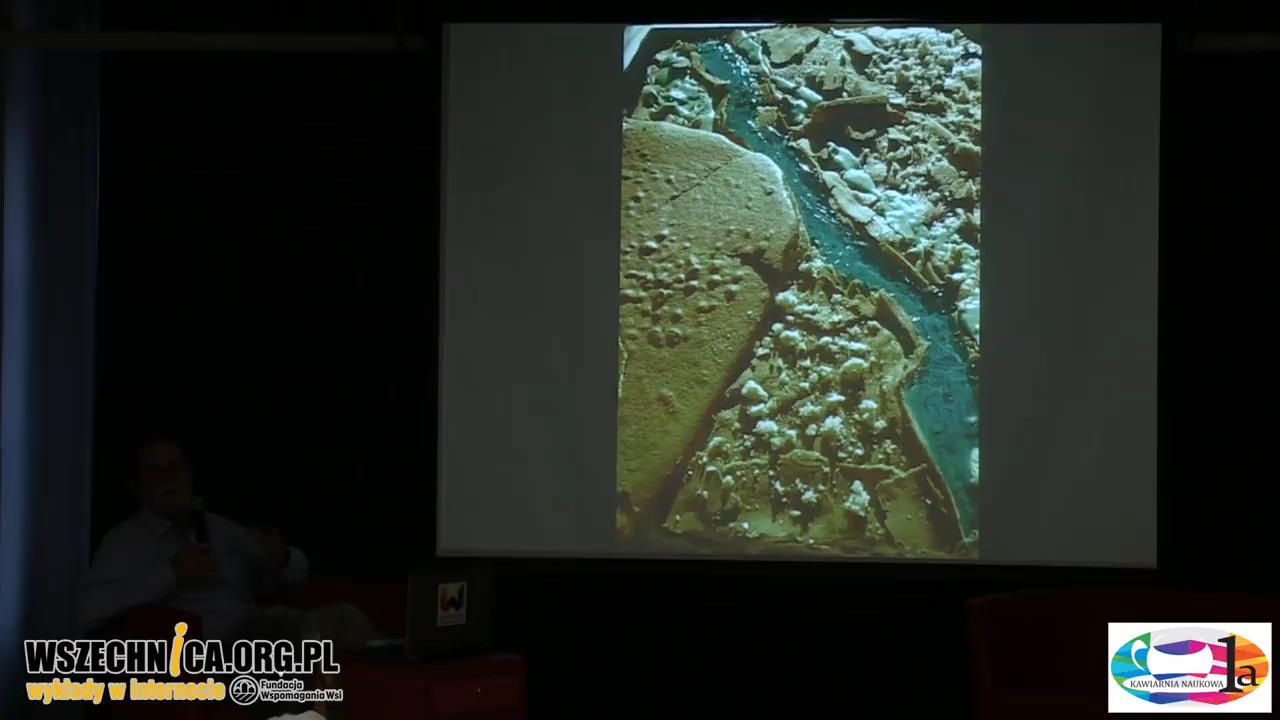 WSZECHNICA.ORG.PL
wykłady w internecie
Fundacja
Wspomagania Wsi
KAWIARNIA NAUKOWA
1a